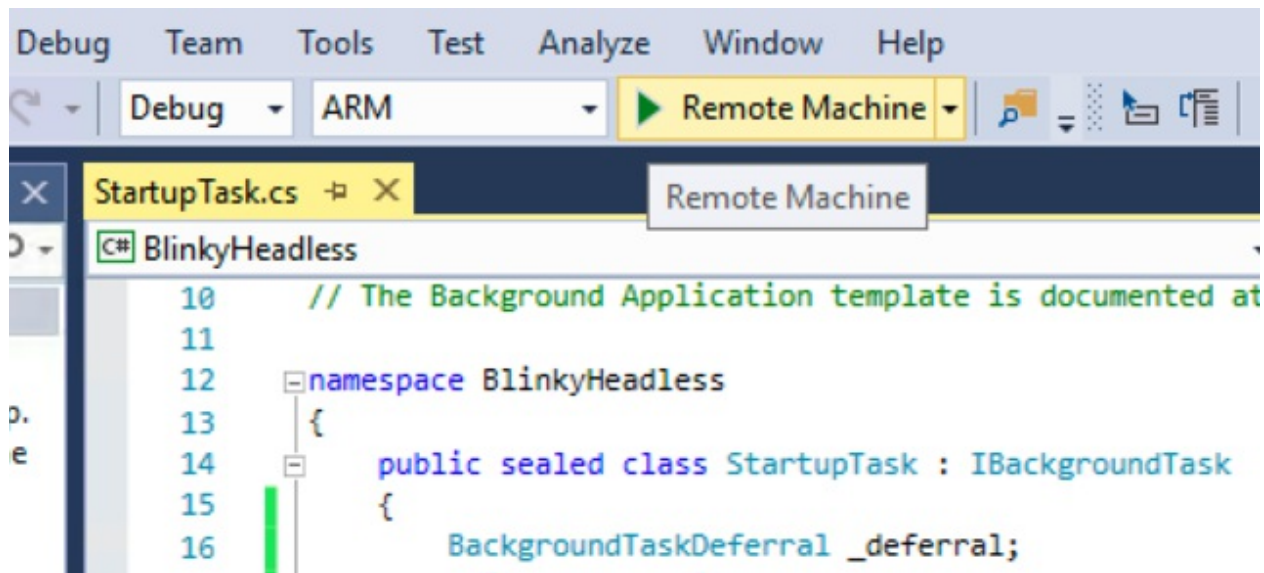 Debug Team Tools Test Analyze Window Help
Debug ARM Remote Machine
StartupTask.cs
Remote Machine
C# BlinkyHeadless
10 // The Background Application template is documented at
11
12 namespace BlinkyHeadless
13 {
14 public sealed class StartupTask : IBackgroundTask
15 {
16 BackgroundTaskDeferral _deferral;